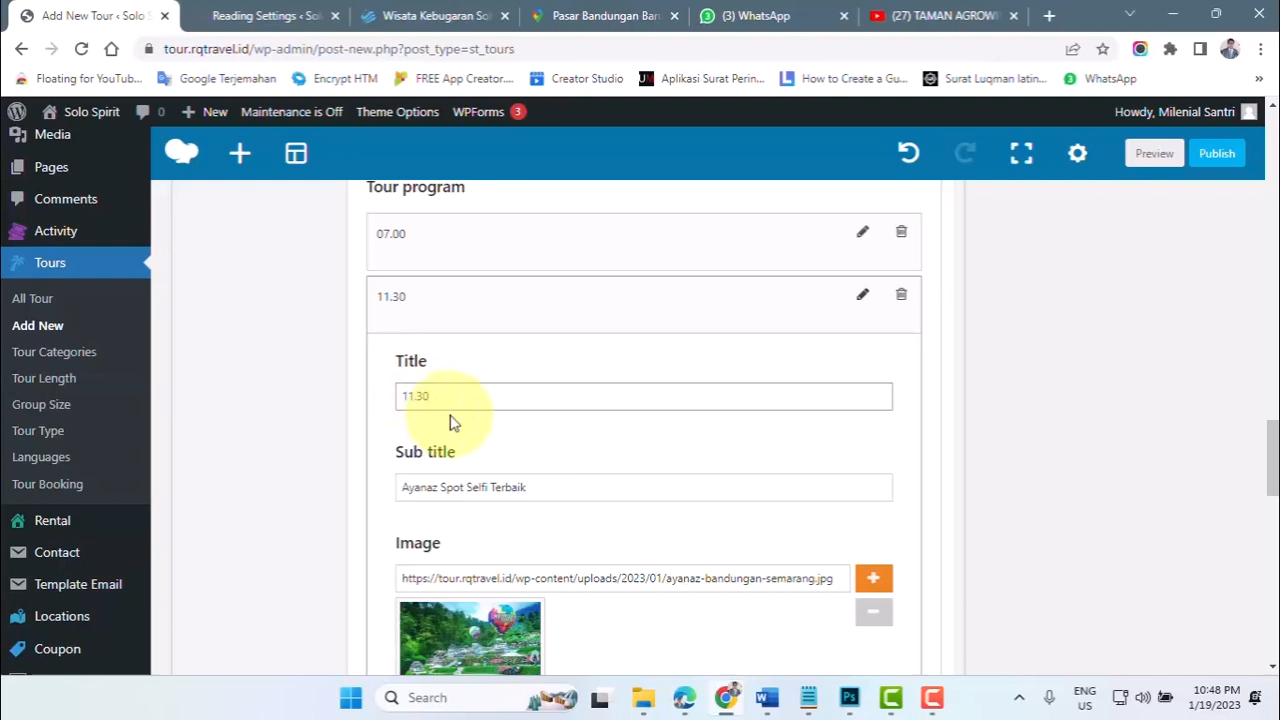 Add New Tour ‹ Solo S
Reading Settings ‹ Sol
Wisata Kebugaran Sol
Pasar Bandungan Baru
(3) WhatsApp
(27) TAMAN AGROWI
tour.rqtravel.id/wp-admin/post-new.php?post_type=st_tours
Floating for YouTub...
Google Terjemahan
Encrypt HTM
FREE App Creator....
Creator Studio
Aplikasi Surat Perin...
How to Create a Gu...
Surat Luqman latin...
WhatsApp
»
Solo Spirit
0
New
Maintenance is Off
Theme Options
WPForms
3
Howdy, Milenial Santri
Media
Pages
Comments
Activity
Tours
All Tour
Add New
Tour Categories
Tour Length
Group Size
Tour Type
Languages
Tour Booking
Rental
Contact
Template Email
Locations
Coupon
Preview
Publish
Tour program
07.00
11.30
Title
11.30
Sub title
Ayanaz Spot Selfi Terbaik
Image
https://tour.rqtravel.id/wp-content/uploads/2023/01/ayanaz-bandungan-semarang.jpg
Search
ENG
US
10:48 PM
1/19/2023